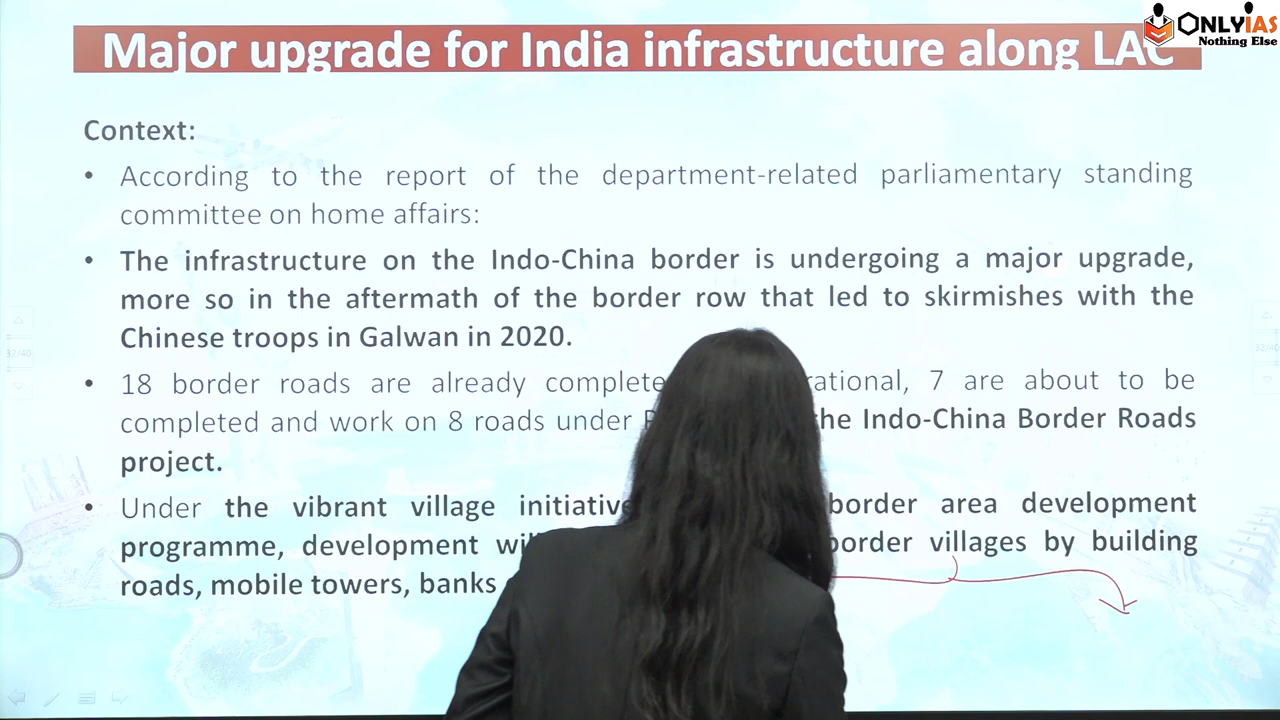 Major upgrade for India infrastructure along LAC
ONLYIAS
Nothing Else
Context:
• According to the report of the department-related parliamentary standing
committee on home affairs:
• The infrastructure on the Indo-China border is undergoing a major upgrade,
more so in the aftermath of the border row that led to skirmishes with the
Chinese troops in Galwan in 2020.
• 18 border roads are already complete rational, 7 are about to be
completed and work on 8 roads under he Indo-China Border Roads
project.
• Under the vibrant village initiative border area development
programme, development wil border villages by building
roads, mobile towers, banks
32/40